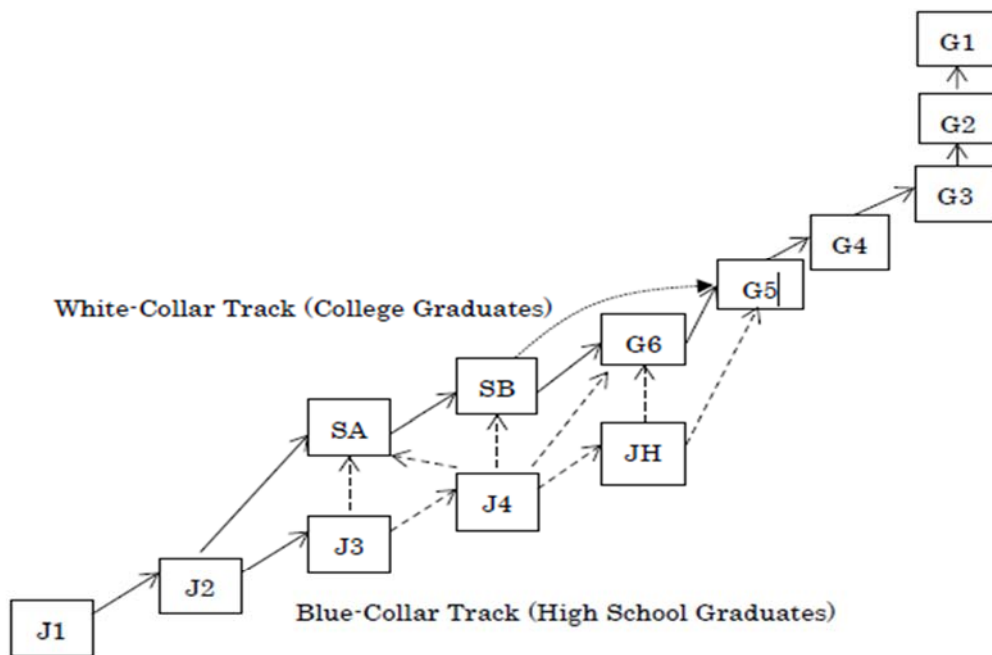 G1
G2
G3
G4
G5
White-Collar Track (College Graduates)
G6
SB
SA
JH
J4
J3
J2
Blue-Collar Track (High School Graduates)
J1